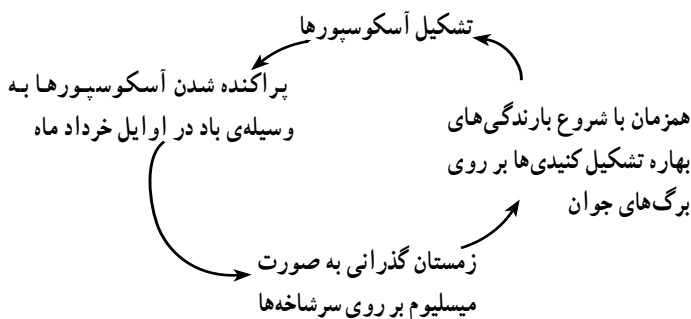 تشکیل آسکوسپورها
پراکنده شدن آسکوسپورها به
وسیله‌ی باد در اوایل خرداد ماه
همزمان با شروع بارندگی‌های
بهاره تشکیل کنیدی‌ها بر روی
برگ‌های جوان
زمستان گذرانی به صورت
میسلیوم بر روی سرشاخه‌ها